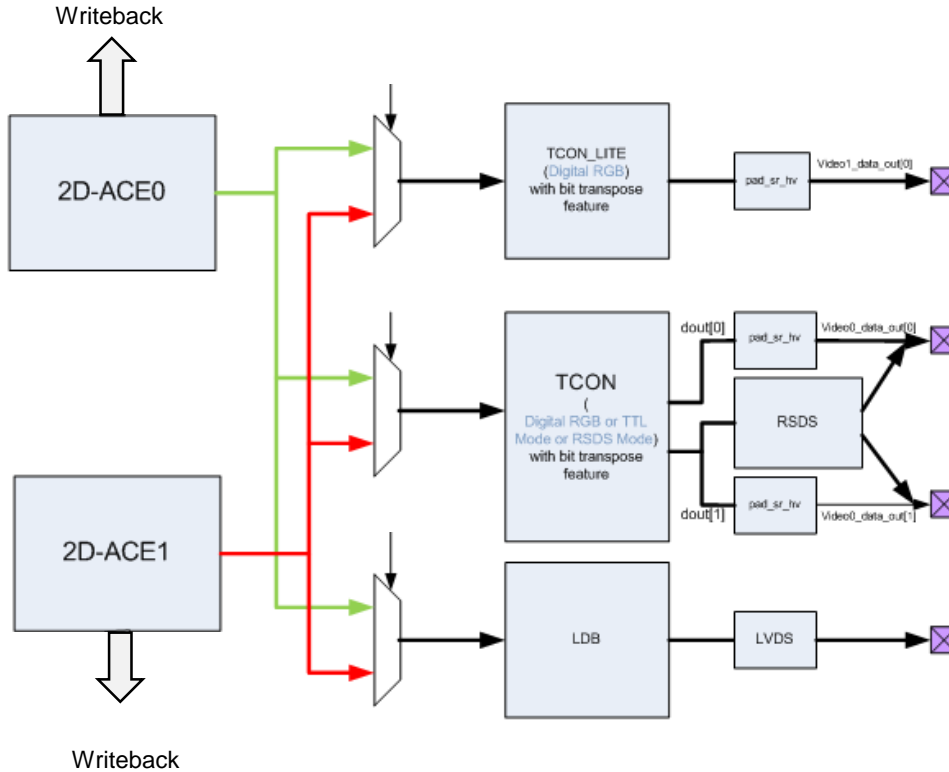 Writeback
2D-ACE0
TCON_LITE
(Digital RGB)
with bit transpose
feature
pad_sr_hv
Video1_data_out[0]
TCON
(
Digital RGB or TTL
Mode or RSDS Mode)
with bit transpose
feature
dout[0]
pad_sr_hv
Video0_data_out[0]
RSDS
dout[1]
pad_sr_hv
Video0_data_out[1]
2D-ACE1
LDB
LVDS
Writeback